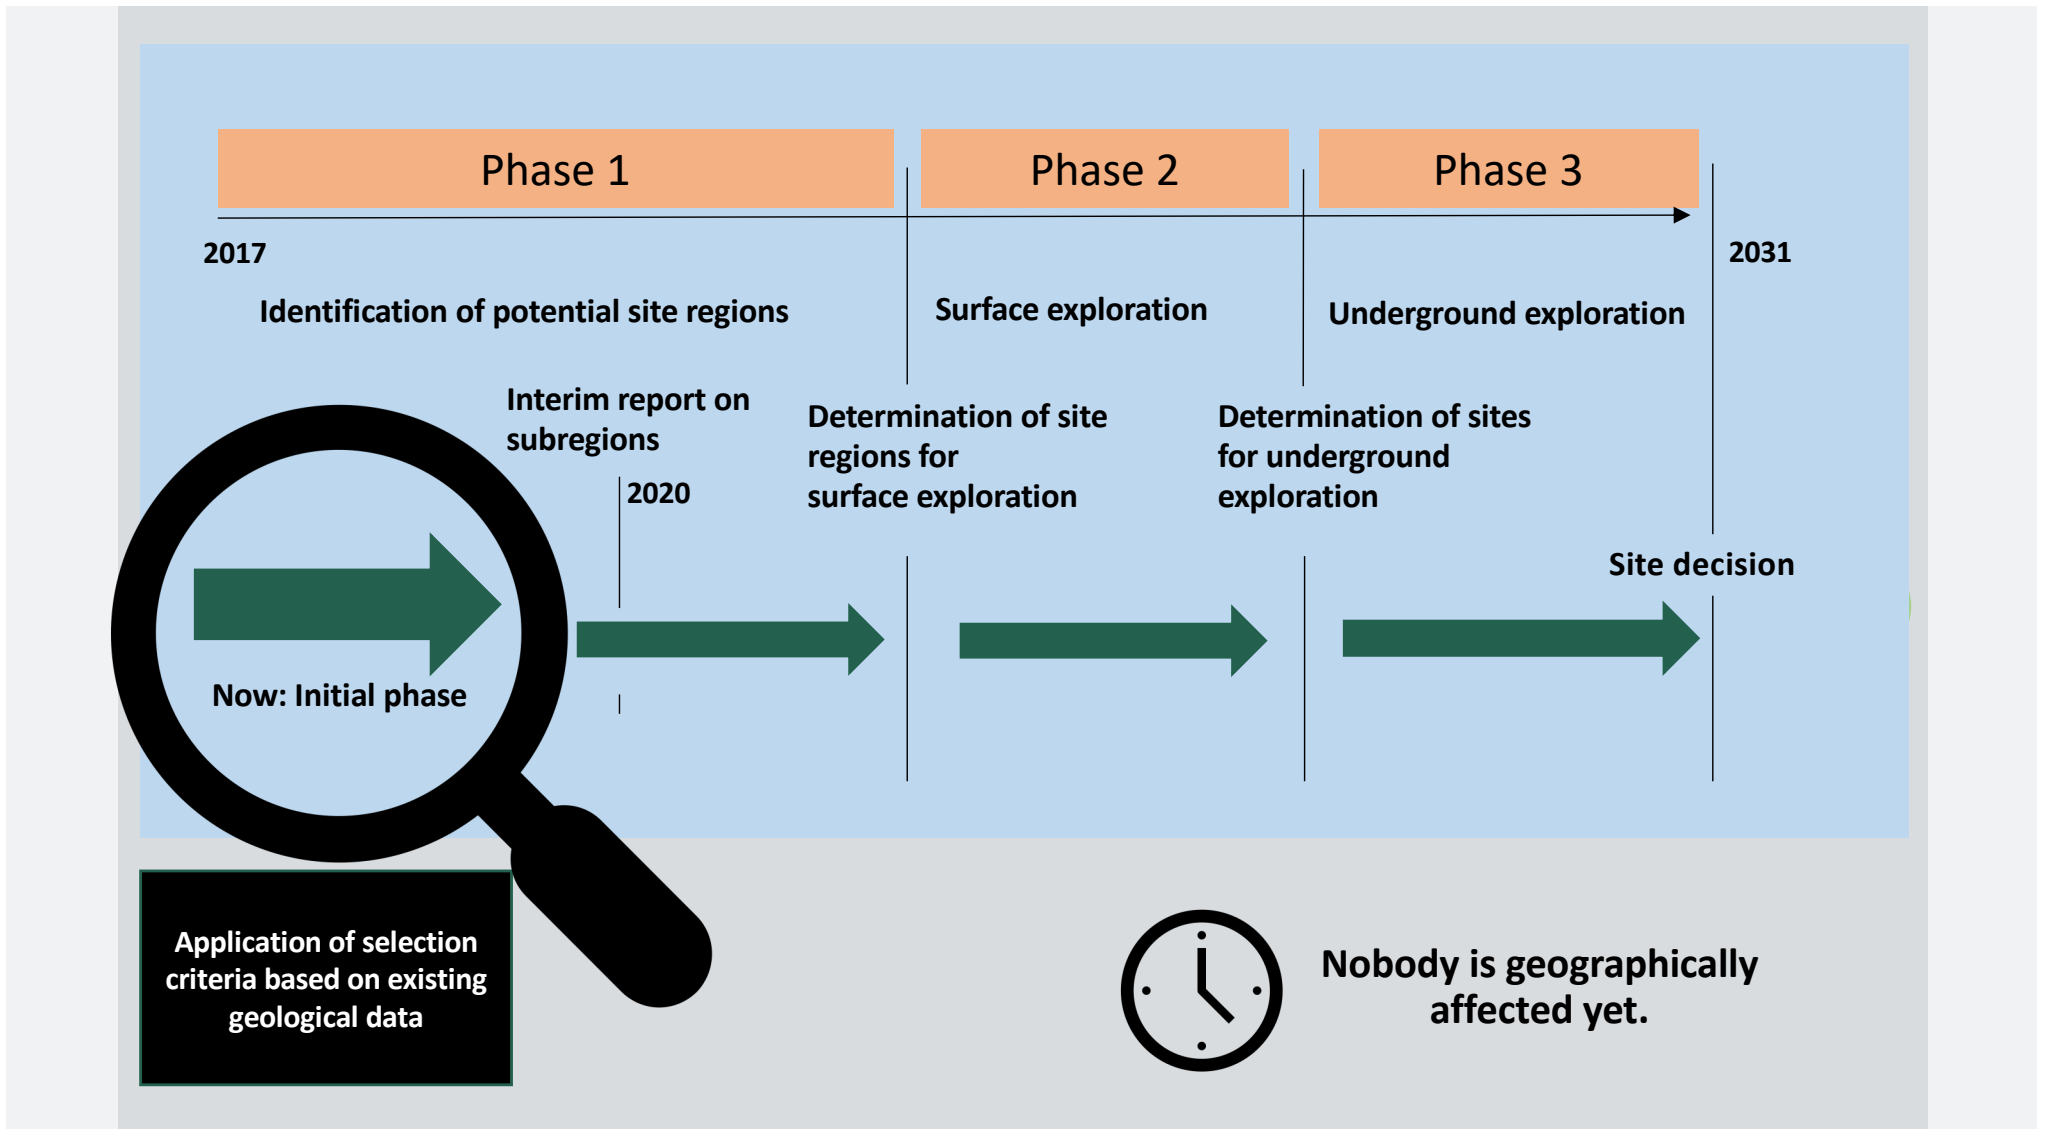 Phase 1
Phase 2
Phase 3
2017
2031
Identification of potential site regions
Surface exploration
Underground exploration
Interim report on
subregions
2020
Determination of site
regions for
surface exploration
Determination of sites
for underground
exploration
Site decision
Now: Initial phase
Application of selection
criteria based on existing
geological data
Nobody is geographically
affected yet.